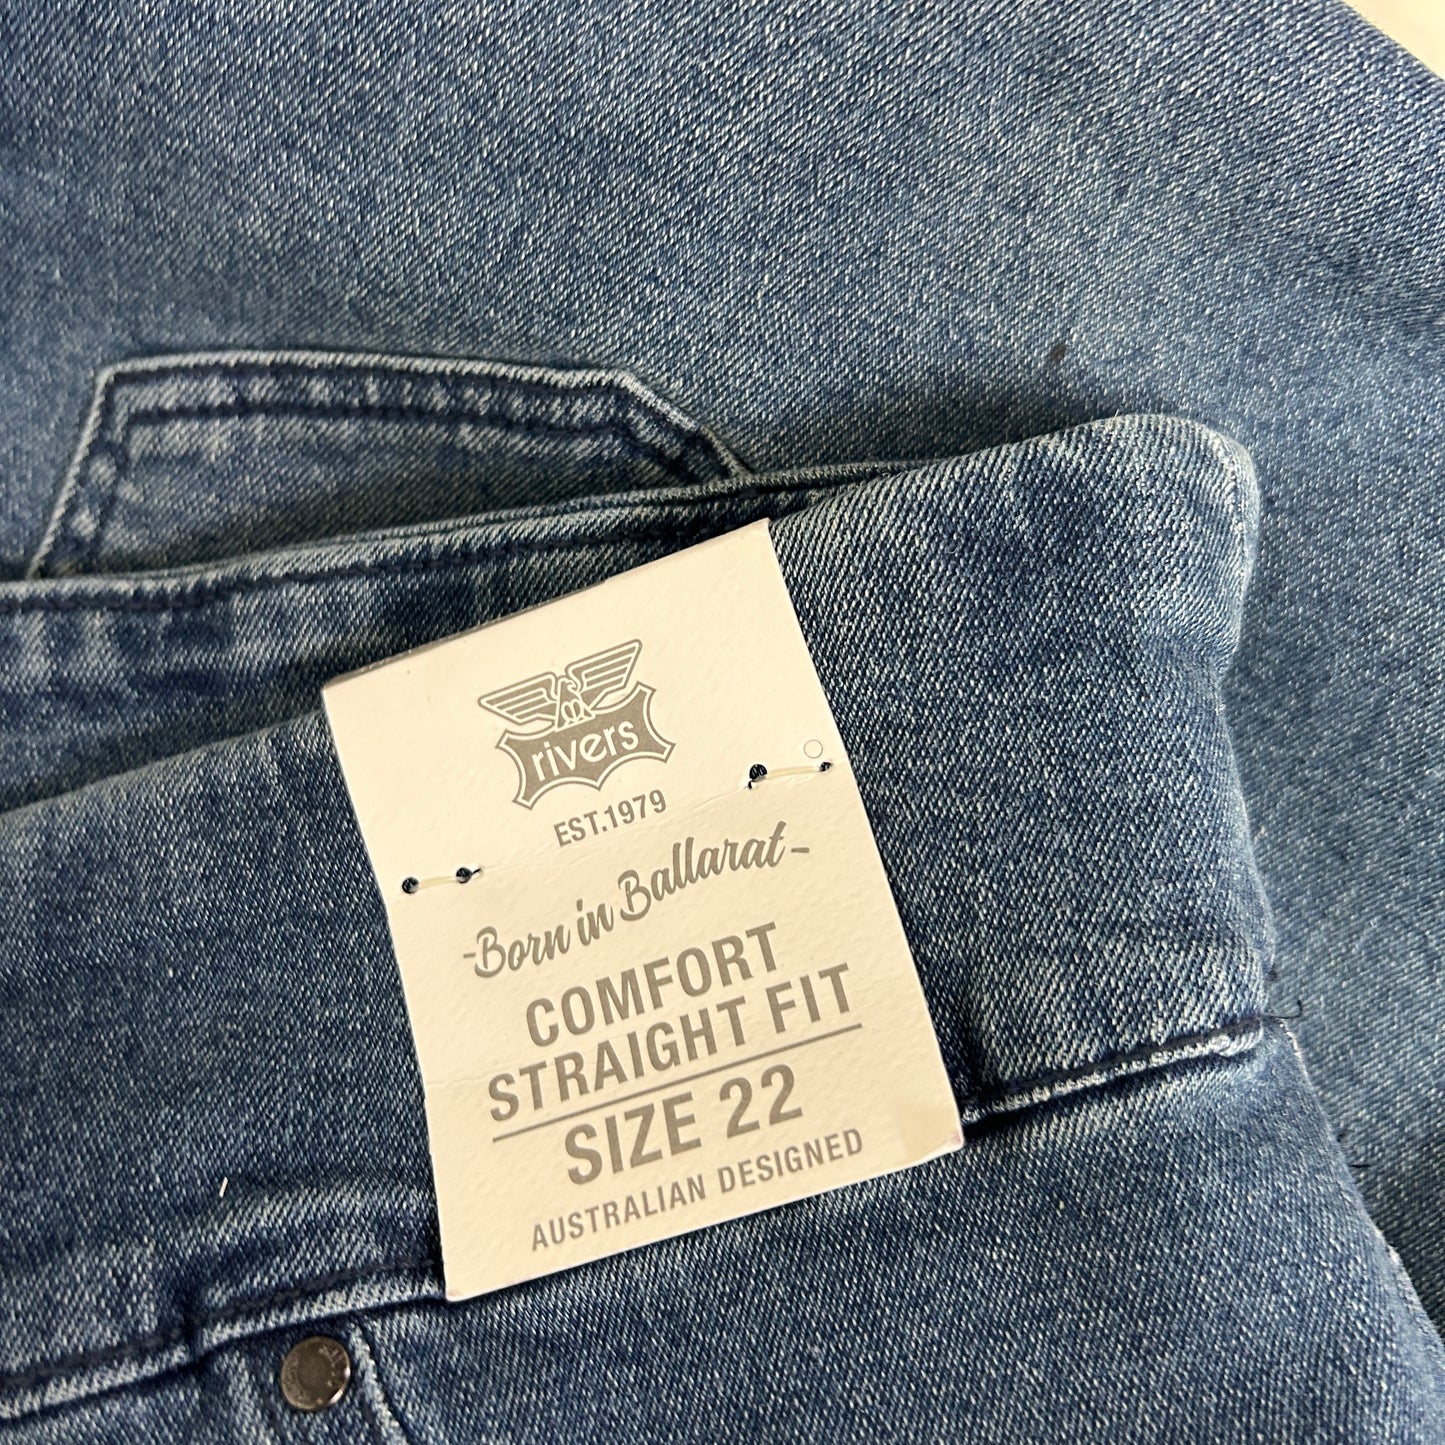 rivers
EST.1979
-Born in Ballarat-
COMFORT
STRAIGHT FIT
SIZE 22
AUSTRALIAN DESIGNED